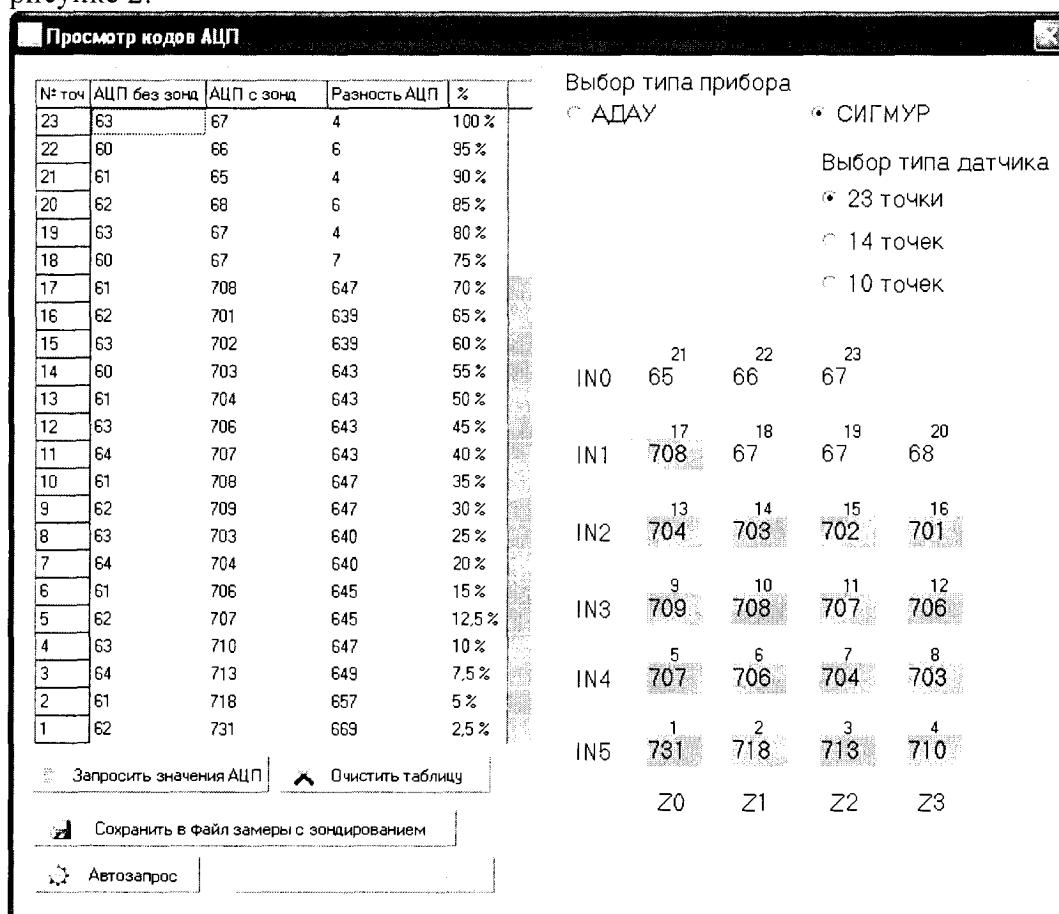 рисунке 2.
Просмотр кодов АЦП
№ точ АЦП без зонд АЦП с зонд Разность АЦП %
23 63 67 4 100 %
22 60 66 6 95 %
21 61 65 4 90 %
20 62 68 6 85 %
19 63 67 4 80 %
18 60 67 7 75 %
17 61 708 647 70 %
16 62 701 639 65 %
15 63 702 639 60 %
14 60 703 643 55 %
13 61 704 643 50 %
12 63 706 643 45 %
11 64 707 643 40 %
10 61 708 647 35 %
9 62 709 647 30 %
8 63 703 640 25 %
7 64 704 640 20 %
6 61 706 645 15 %
5 62 707 645 12,5 %
4 63 710 647 10 %
3 64 713 649 7,5 %
2 61 718 657 5 %
1 62 731 669 2,5 %
Запросить значения АЦП Очистить таблицу
Сохранить в файл замеры с зондированием
Автозапрос
Выбор типа прибора
АДАУ СИГМУР
Выбор типа датчика
23 точки
14 точек
10 точек
21 22 23
IN0 65 66 67
17 18 19 20
IN1 708 67 67 68
13 14 15 16
IN2 704 703 702 701
9 10 11 12
IN3 709 708 707 706
5 6 7 8
IN4 707 706 704 703
1 2 3 4
IN5 731 718 713 710
Z0 Z1 Z2 Z3